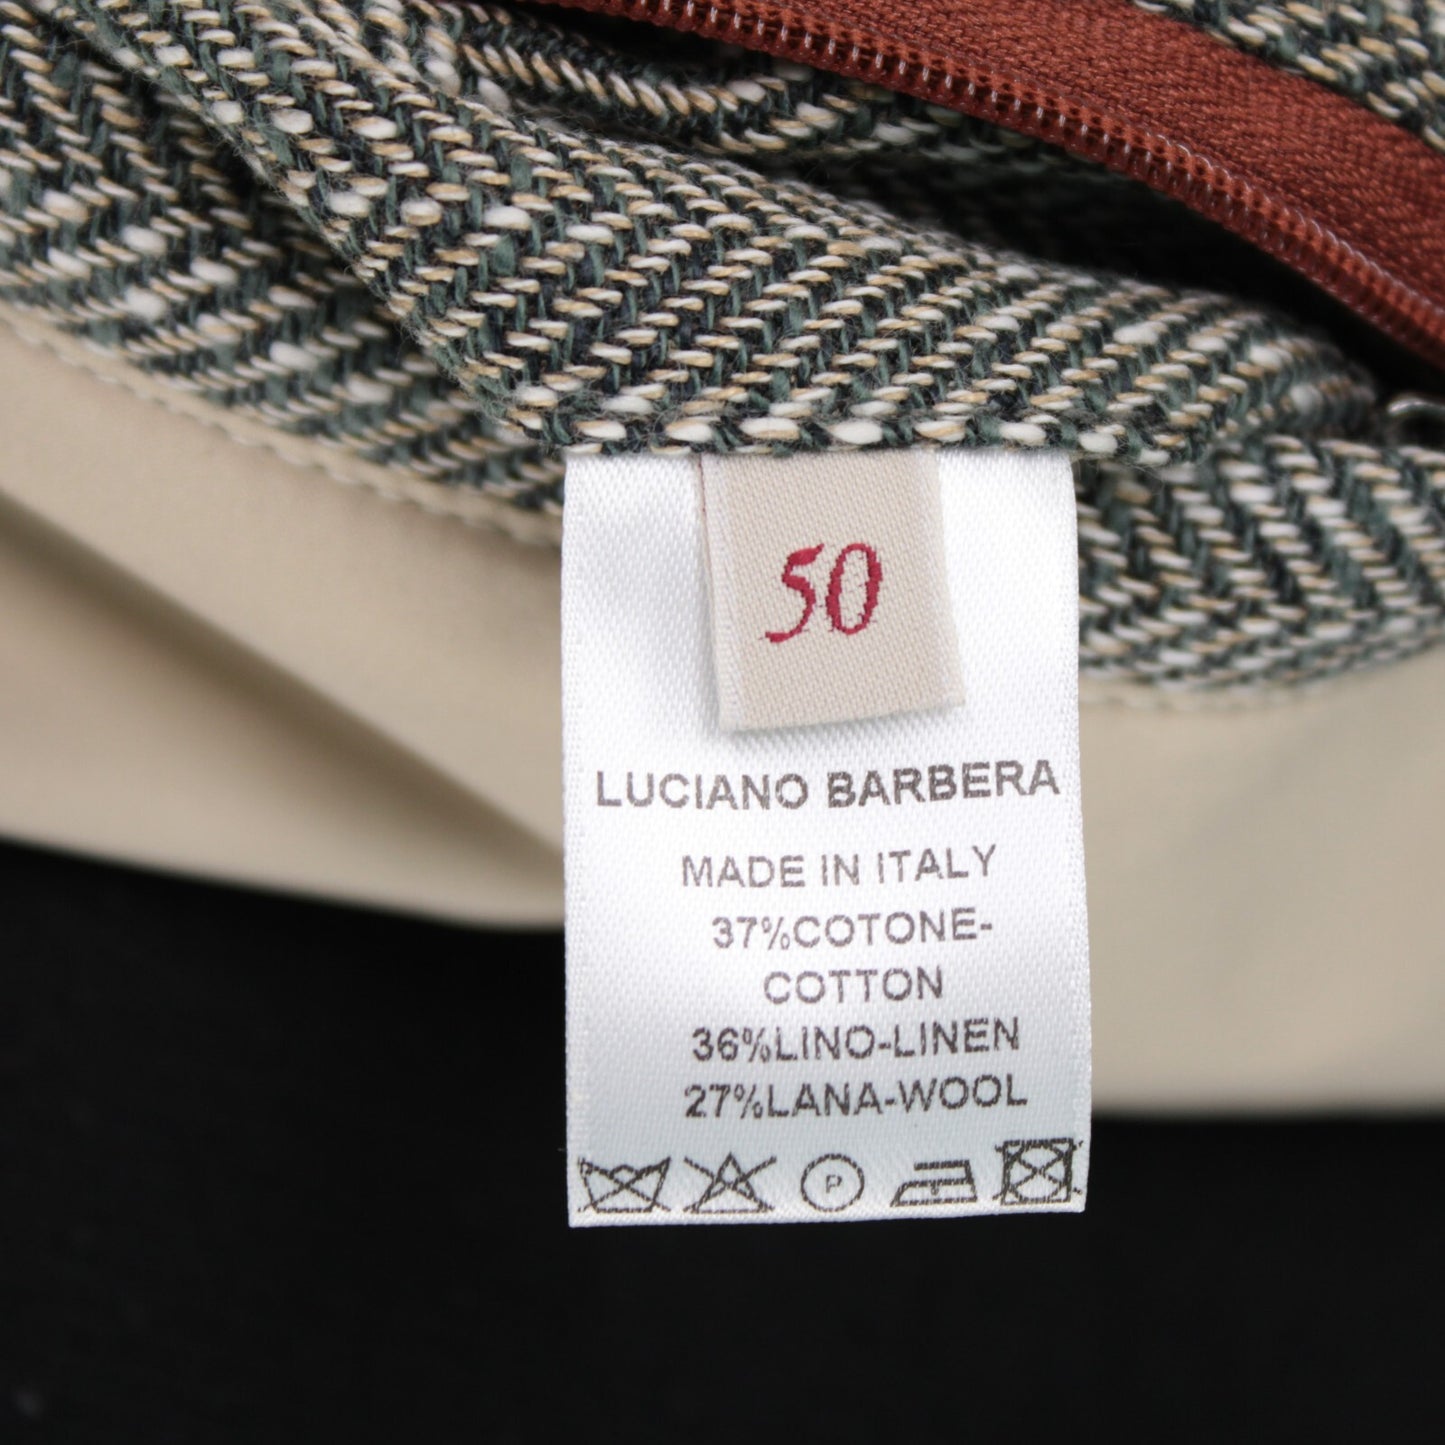 50
LUCIANO BARBERA
MADE IN ITALY
37%COTONE-
COTTON
36%LINO-LINEN
27%LANA-WOOL
P